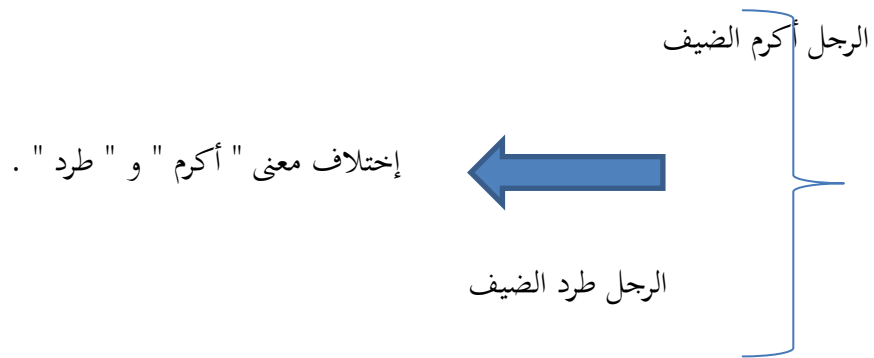 الرجل أكرم الضيف
إختلاف معنى " أكرم " و " طرد " .
الرجل طرد الضيف